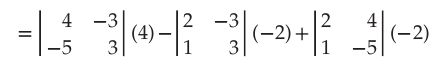 = | 4 −3 | (4) − | 2 −3 | (−2) + | 2 4 | (−2)
| −5 3 | | 1 3 | | 1 −5 |